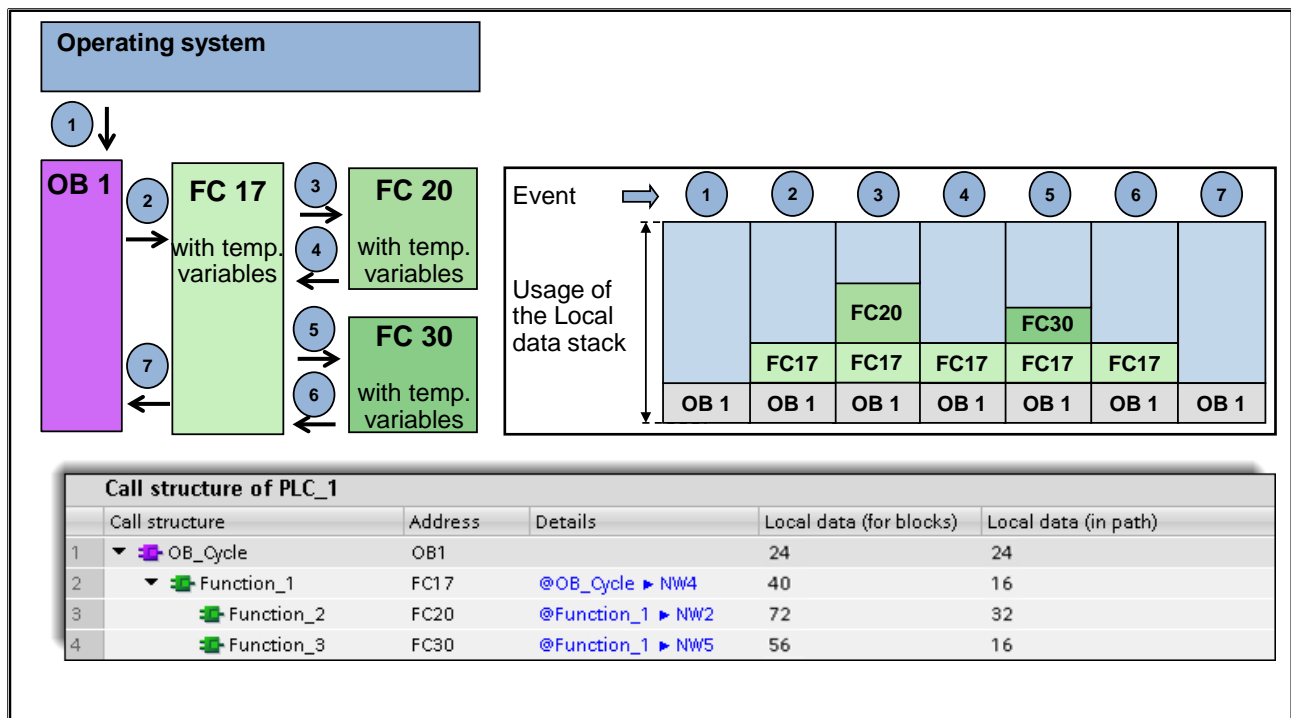 Operating system
1
OB 1
2
FC 17
with temp.
variables
3
4
FC 20
with temp.
variables
5
6
FC 30
with temp.
variables
7
Event
1 2 3 4 5 6 7
Usage of
the Local
data stack
FC20 FC30
FC17 FC17 FC17 FC17 FC17
OB 1 OB 1 OB 1 OB 1 OB 1 OB 1 OB 1
Call structure of PLC_1
Call structure Address Details Local data (for blocks) Local data (in path)
1 OB_Cycle OB1 24 24
2 Function_1 FC17 @OB_Cycle ▶ NW4 40 16
3 Function_2 FC20 @Function_1 ▶ NW2 72 32
4 Function_3 FC30 @Function_1 ▶ NW5 56 16